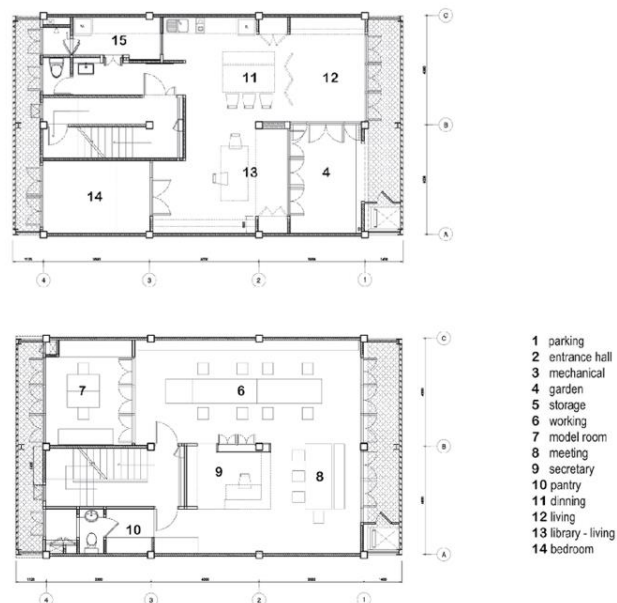 15
11
12
C
B
14
13
4
A
4
3
2
1
7
6
C
9
8
B
10
A
4
3
2
1
1 parking
2 entrance hall
3 mechanical
4 garden
5 storage
6 working
7 model room
8 meeting
9 secretary
10 pantry
11 dinning
12 living
13 library - living
14 bedroom